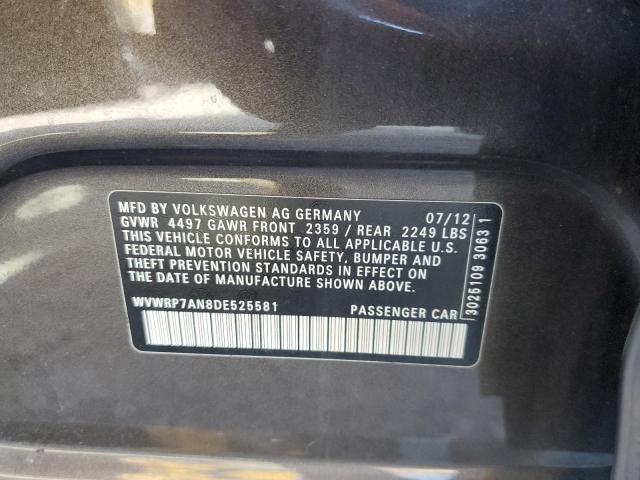 MFD BY VOLKSWAGEN AG GERMANY 07/12
GVWR 4497 GAWR FRONT 2359 / REAR 2249 LBS
THIS VEHICLE CONFORMS TO ALL APPLICABLE U.S.
FEDERAL MOTOR VEHICLE SAFETY, BUMPER AND
THEFT PREVENTION STANDARDS IN EFFECT ON
THE DATE OF MANUFACTURE SHOWN ABOVE.
WVWRP7AN8DE525581 PASSENGER CAR
3025109 3063 1